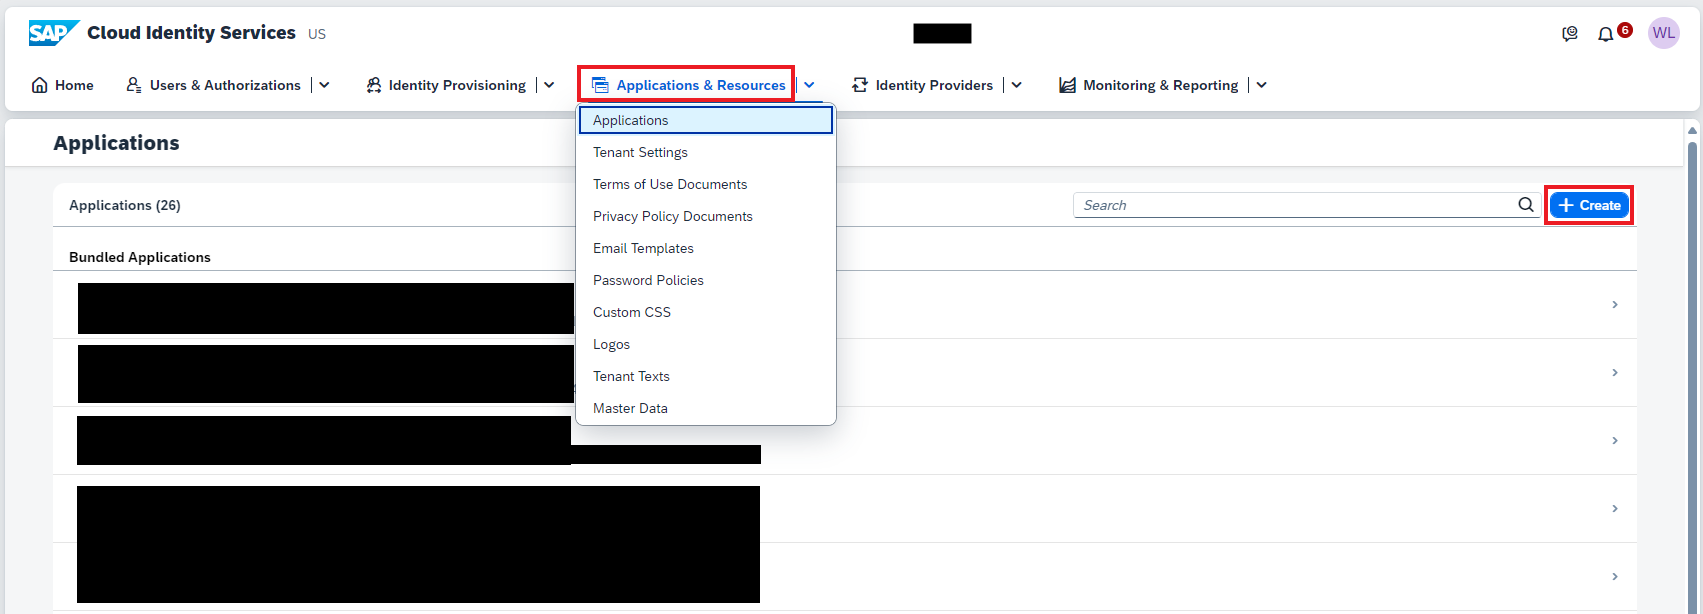 SAP Cloud Identity Services US
6 WL
Home Users & Authorizations Identity Provisioning Applications & Resources Identity Providers Monitoring & Reporting
Applications
Tenant Settings
Terms of Use Documents
Privacy Policy Documents
Email Templates
Password Policies
Custom CSS
Logos
Tenant Texts
Master Data
Applications
Applications (26) Search Create
Bundled Applications